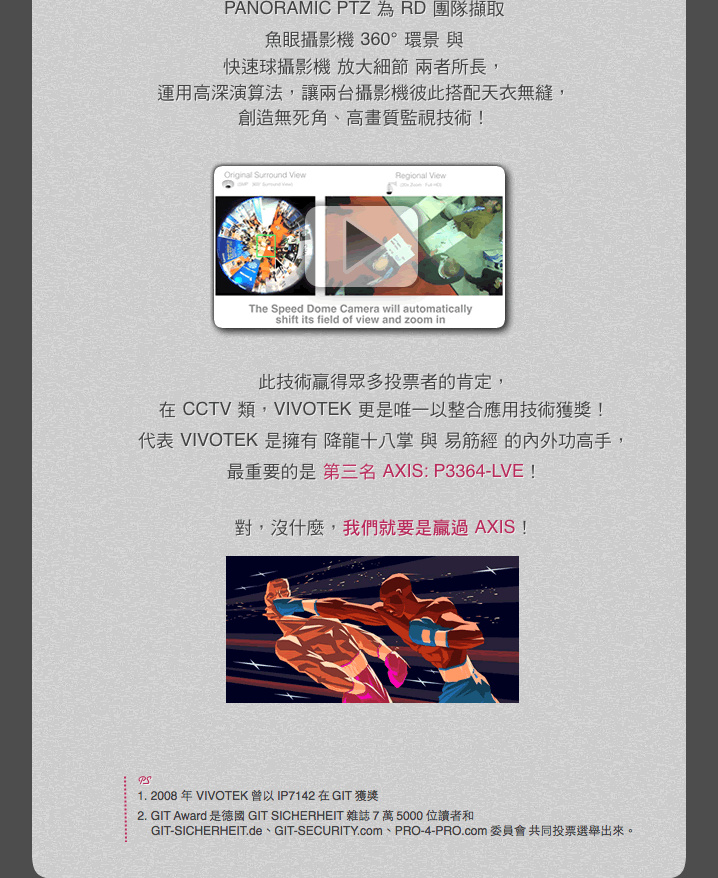 PANORAMIC PTZ 為 RD 團隊擷取
魚眼攝影機 360° 環景 與
快速球攝影機 放大細節 兩者所長，
運用高深演算法，讓兩台攝影機彼此搭配天衣無縫，
創造無死角、高畫質監視技術！
Original Surround View
Regional View
The Speed Dome Camera will automatically
shift its field of view and zoom in
此技術贏得眾多投票者的肯定，
在 CCTV 類，VIVOTEK 更是唯一以整合應用技術獲獎！
代表 VIVOTEK 是擁有 降龍十八掌 與 易筋經 的內外功高手，
最重要的是 第三名 AXIS: P3364-LVE！
對，沒什麼，我們就要是贏過 AXIS！
PS
1. 2008 年 VIVOTEK 曾以 IP7142 在 GIT 獲獎
2. GIT Award 是德國 GIT SICHERHEIT 雜誌 7 萬 5000 位讀者和
GIT-SICHERHEIT.de、GIT-SECURITY.com、PRO-4-PRO.com 委員會 共同投票選舉出來。